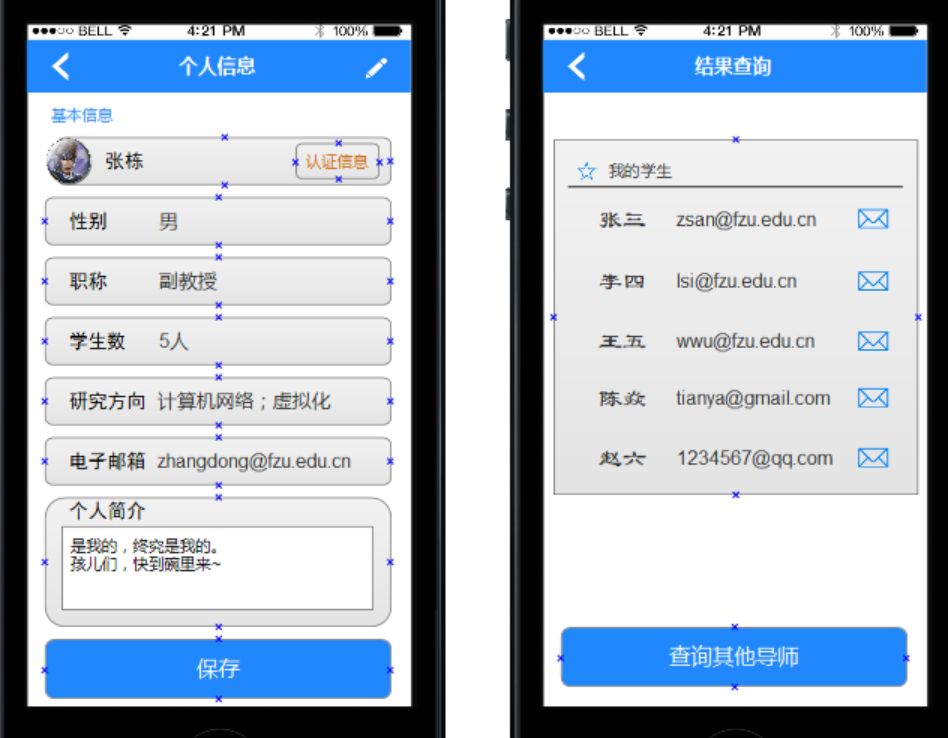 BELL 4:21 PM 100%
个人信息
基本信息
张栋 认证信息
性别 男
职称 副教授
学生数 5人
研究方向 计算机网络；虚拟化
电子邮箱 zhangdong@fzu.edu.cn
个人简介
是我的，终究是我的。
孩儿们，快到碗里来~
保存
BELL 4:21 PM 100%
结果查询
我的学生
张三 zsan@fzu.edu.cn
李四 lsi@fzu.edu.cn
王五 wwu@fzu.edu.cn
陈焱 tianya@gmail.com
赵六 1234567@qq.com
查询其他导师